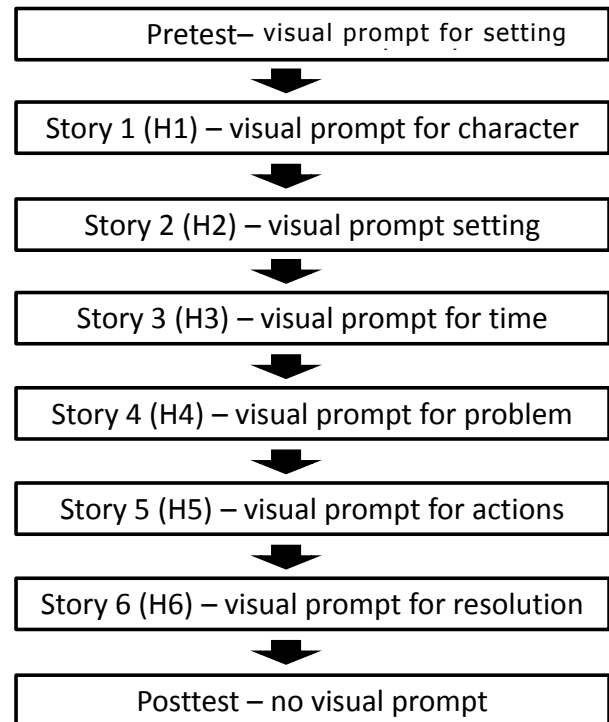 Pretest– visual prompt for setting
Story 1 (H1) – visual prompt for character
Story 2 (H2) – visual prompt setting
Story 3 (H3) – visual prompt for time
Story 4 (H4) – visual prompt for problem
Story 5 (H5) – visual prompt for actions
Story 6 (H6) – visual prompt for resolution
Posttest – no visual prompt